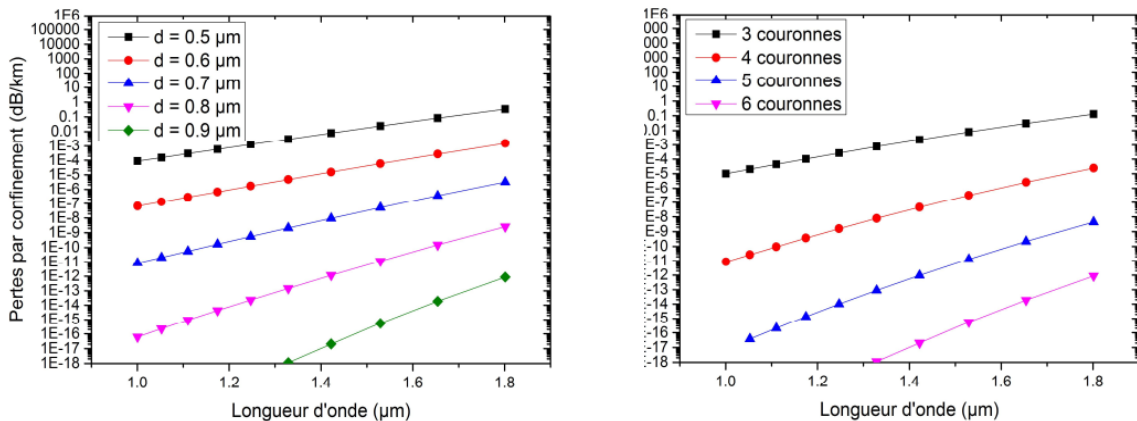 1E6
100000
10000
1000
100
10
1
0.1
0.01
1E-3
1E-4
1E-5
1E-6
1E-7
1E-8
1E-9
1E-10
1E-11
1E-12
1E-13
1E-14
1E-15
1E-16
1E-17
1E-18
Pertes par confinement (dB/km)
d = 0.5 µm
d = 0.6 µm
d = 0.7 µm
d = 0.8 µm
d = 0.9 µm
1.0
1.2
1.4
1.6
1.8
Longueur d'onde (µm)
1E6
000
000
000
100
10
1
0.1
0.01
E-3
E-4
E-5
E-6
E-7
E-8
E-9
-10
-11
-12
-13
-14
-15
-16
-17
-18
3 couronnes
4 couronnes
5 couronnes
6 couronnes
1.0
1.2
1.4
1.6
1.8
Longueur d'onde (µm)